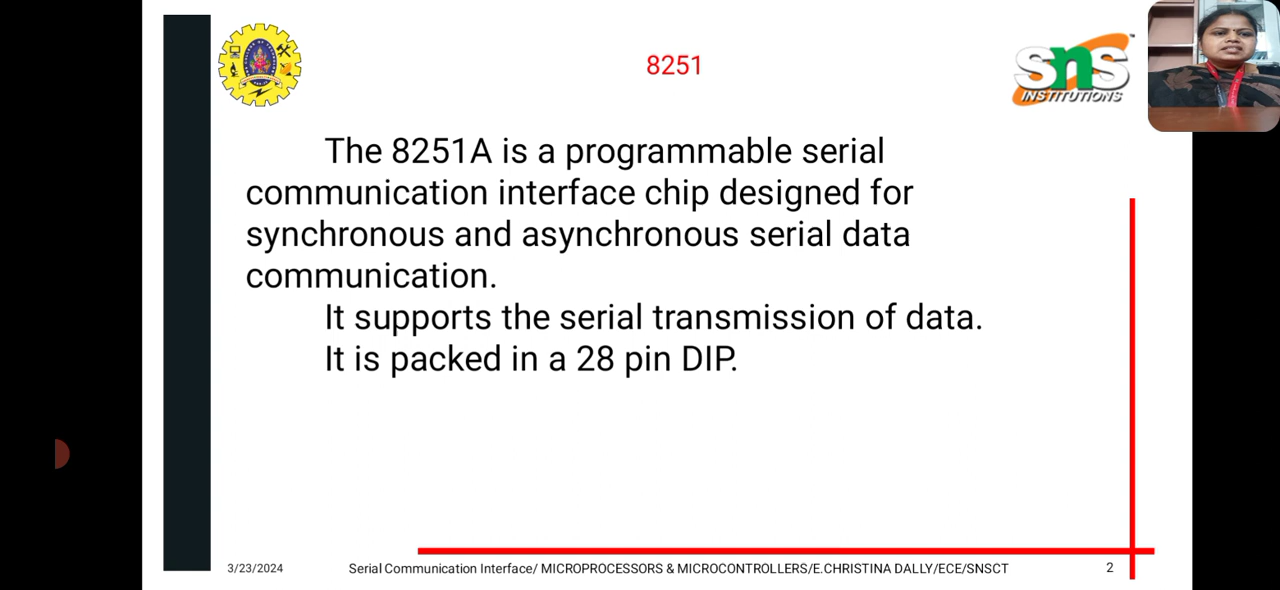 8251
sns
INSTITUTIONS
The 8251A is a programmable serial
communication interface chip designed for
synchronous and asynchronous serial data
communication.
It supports the serial transmission of data.
It is packed in a 28 pin DIP.
3/23/2024
Serial Communication Interface/ MICROPROCESSORS & MICROCONTROLLERS/E.CHRISTINA DALLY/ECE/SNSCT
2